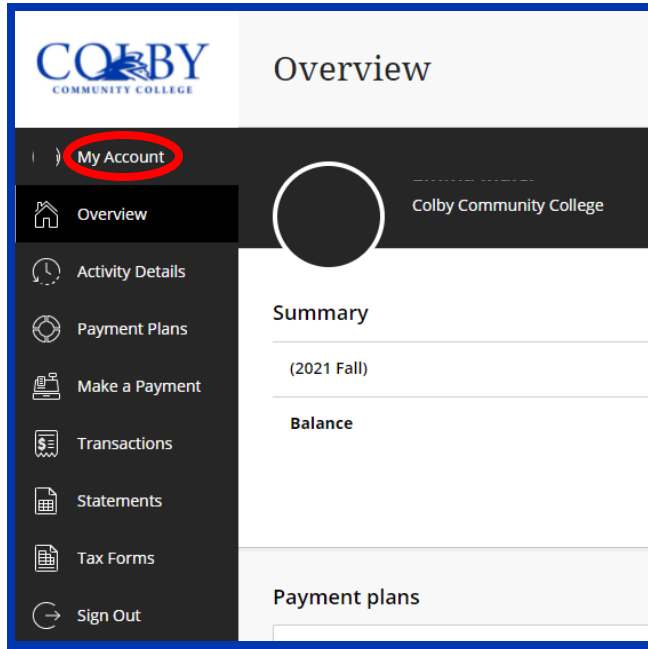 COLBY
COMMUNITY COLLEGE
Overview
My Account
Overview
Activity Details
Payment Plans
Make a Payment
Transactions
Statements
Tax Forms
Sign Out
Colby Community College
Summary
(2021 Fall)
Balance
Payment plans